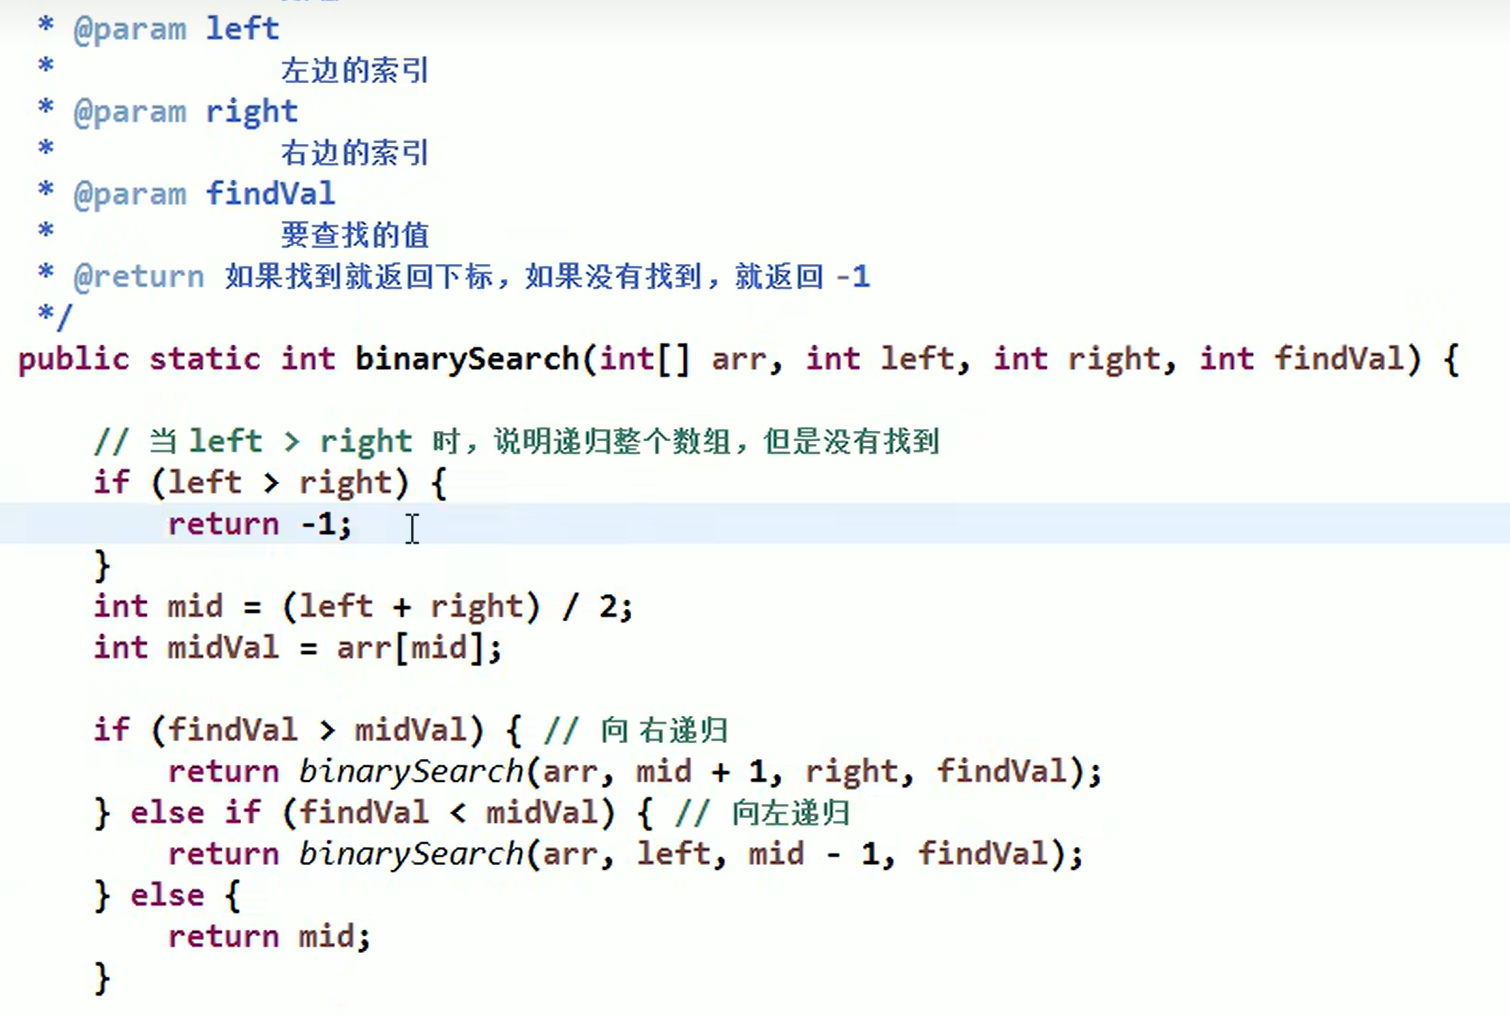 * @param left
* 左边的索引
* @param right
* 右边的索引
* @param findVal
* 要查找的值
* @return 如果找到就返回下标，如果没有找到，就返回 -1
*/
public static int binarySearch(int[] arr, int left, int right, int findVal) {
// 当 left > right 时，说明递归整个数组，但是没有找到
if (left > right) {
return -1;
}
int mid = (left + right) / 2;
int midVal = arr[mid];
if (findVal > midVal) { // 向 右递归
return binarySearch(arr, mid + 1, right, findVal);
} else if (findVal < midVal) { // 向左递归
return binarySearch(arr, left, mid - 1, findVal);
} else {
return mid;
}